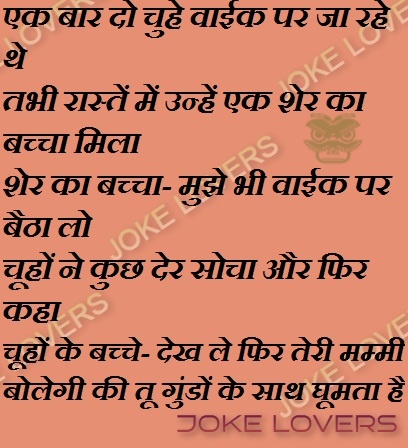 एक बार दो चुहे वाईक पर जा रहे
थे
तभी रास्तें में उन्हें एक शेर का
बच्चा मिला
शेर का बच्चा- मुझे भी वाईक पर
बैठा लो
चूहों ने कुछ देर सोचा और फिर
कहा
चूहों के बच्चे- देख ले फिर तेरी मम्मी
बोलेगी की तू गुंडों के साथ घूमता है
JOKE LOVERS